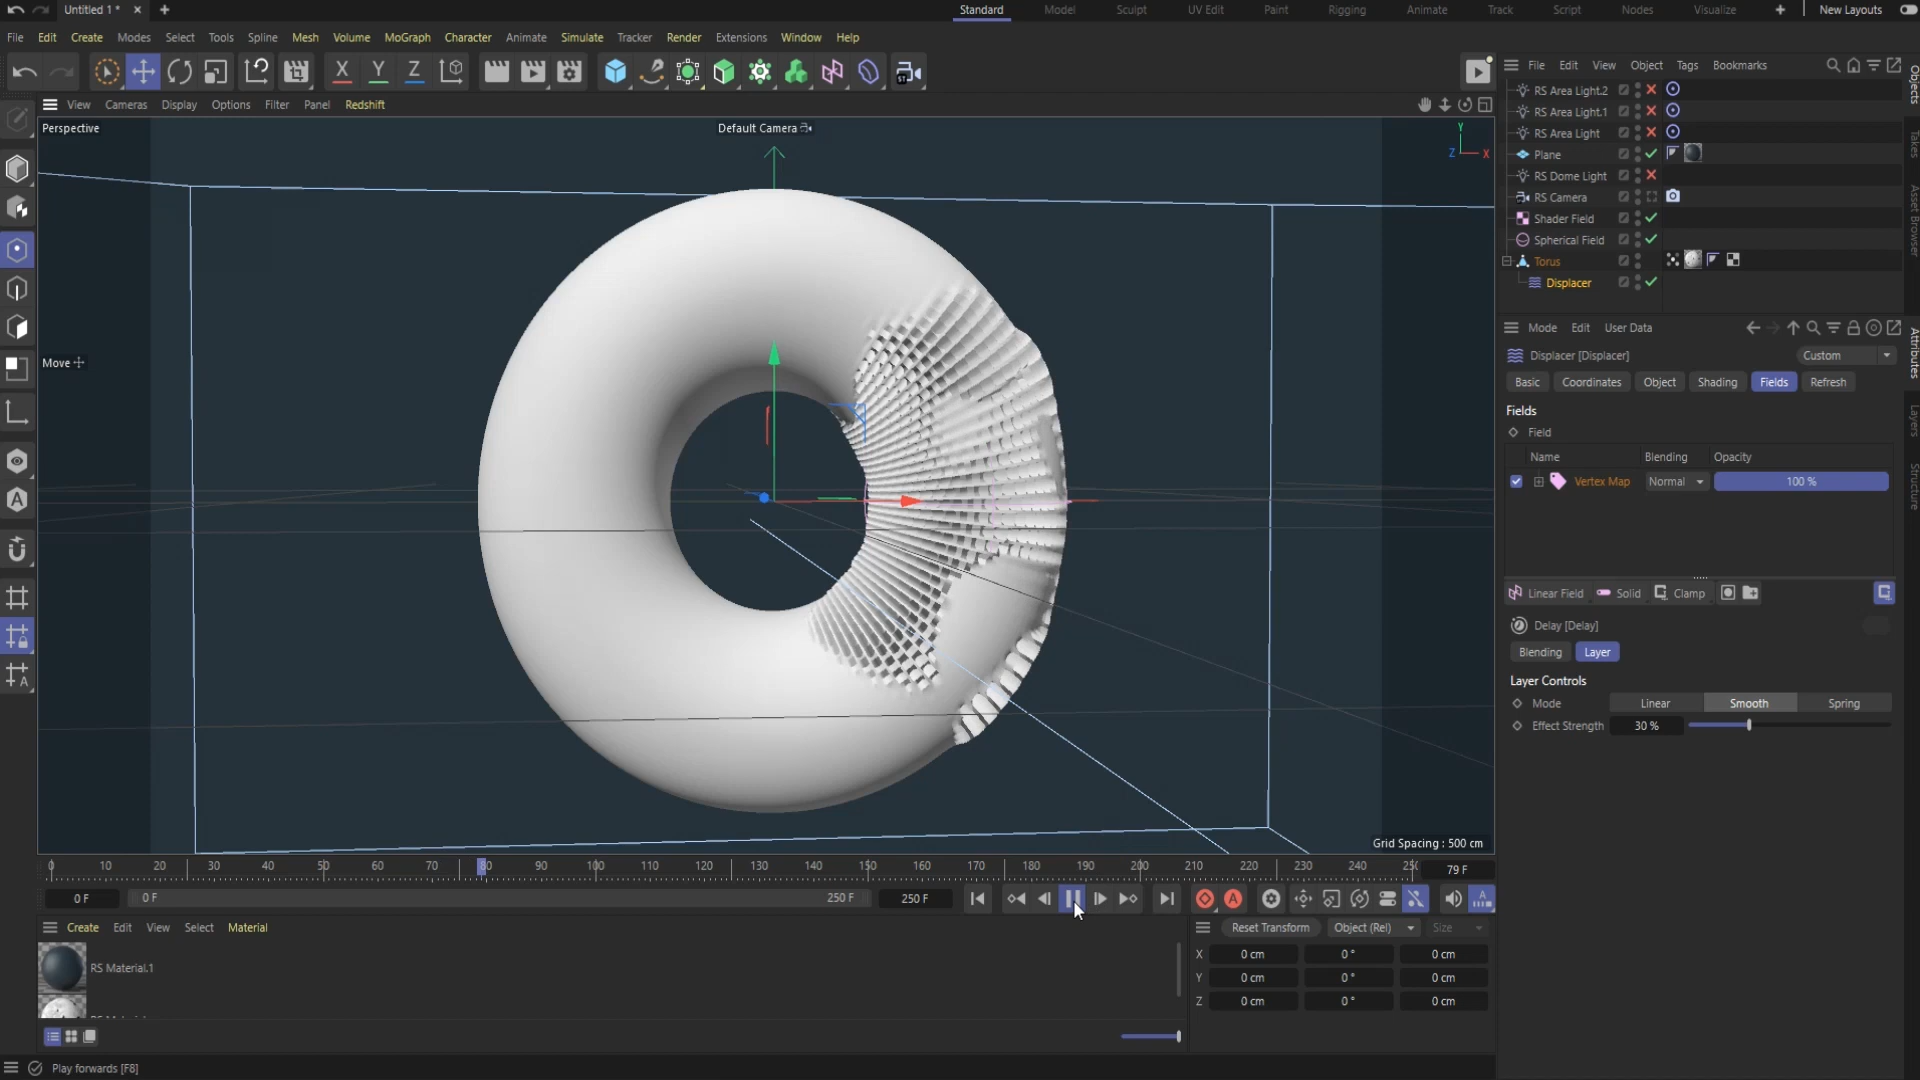 Untitled 1 *
Standard Model Sculpt UV Edit Paint Rigging Animate Track Script Nodes Visualize New Layouts
File Edit Create Modes Select Tools Spline Mesh Volume MoGraph Character Animate Simulate Tracker Render Extensions Window Help
X Y Z
View Cameras Display Options Filter Panel Redshift
Perspective
Default Camera
Y
Z X
Move
Grid Spacing : 500 cm
File Edit View Object Tags Bookmarks
RS Area Light.2
RS Area Light.1
RS Area Light
Plane
RS Dome Light
RS Camera
Shader Field
Spherical Field
Torus
Displacer
Objects
Takes
Asset Browser
Attributes
Layers
Structure
Mode Edit User Data
Displacer [Displacer]
Custom
Basic Coordinates Object Shading Fields Refresh
Fields
Field
Name Blending Opacity
Vertex Map Normal 100 %
Linear Field Solid Clamp
Delay [Delay]
Blending Layer
Layer Controls
Mode Linear Smooth Spring
Effect Strength 30 %
0 10 20 30 40 50 60 70 80 90 100 110 120 130 140 150 160 170 180 190 200 210 220 230 240 79 F
0 F 0 F 250 F 250 F
Create Edit View Select Material
RS Material.1
Reset Transform Object (Rel) Size
X 0 cm 0 ° 0 cm
Y 0 cm 0 ° 0 cm
Z 0 cm 0 ° 0 cm
Play forwards [F8]